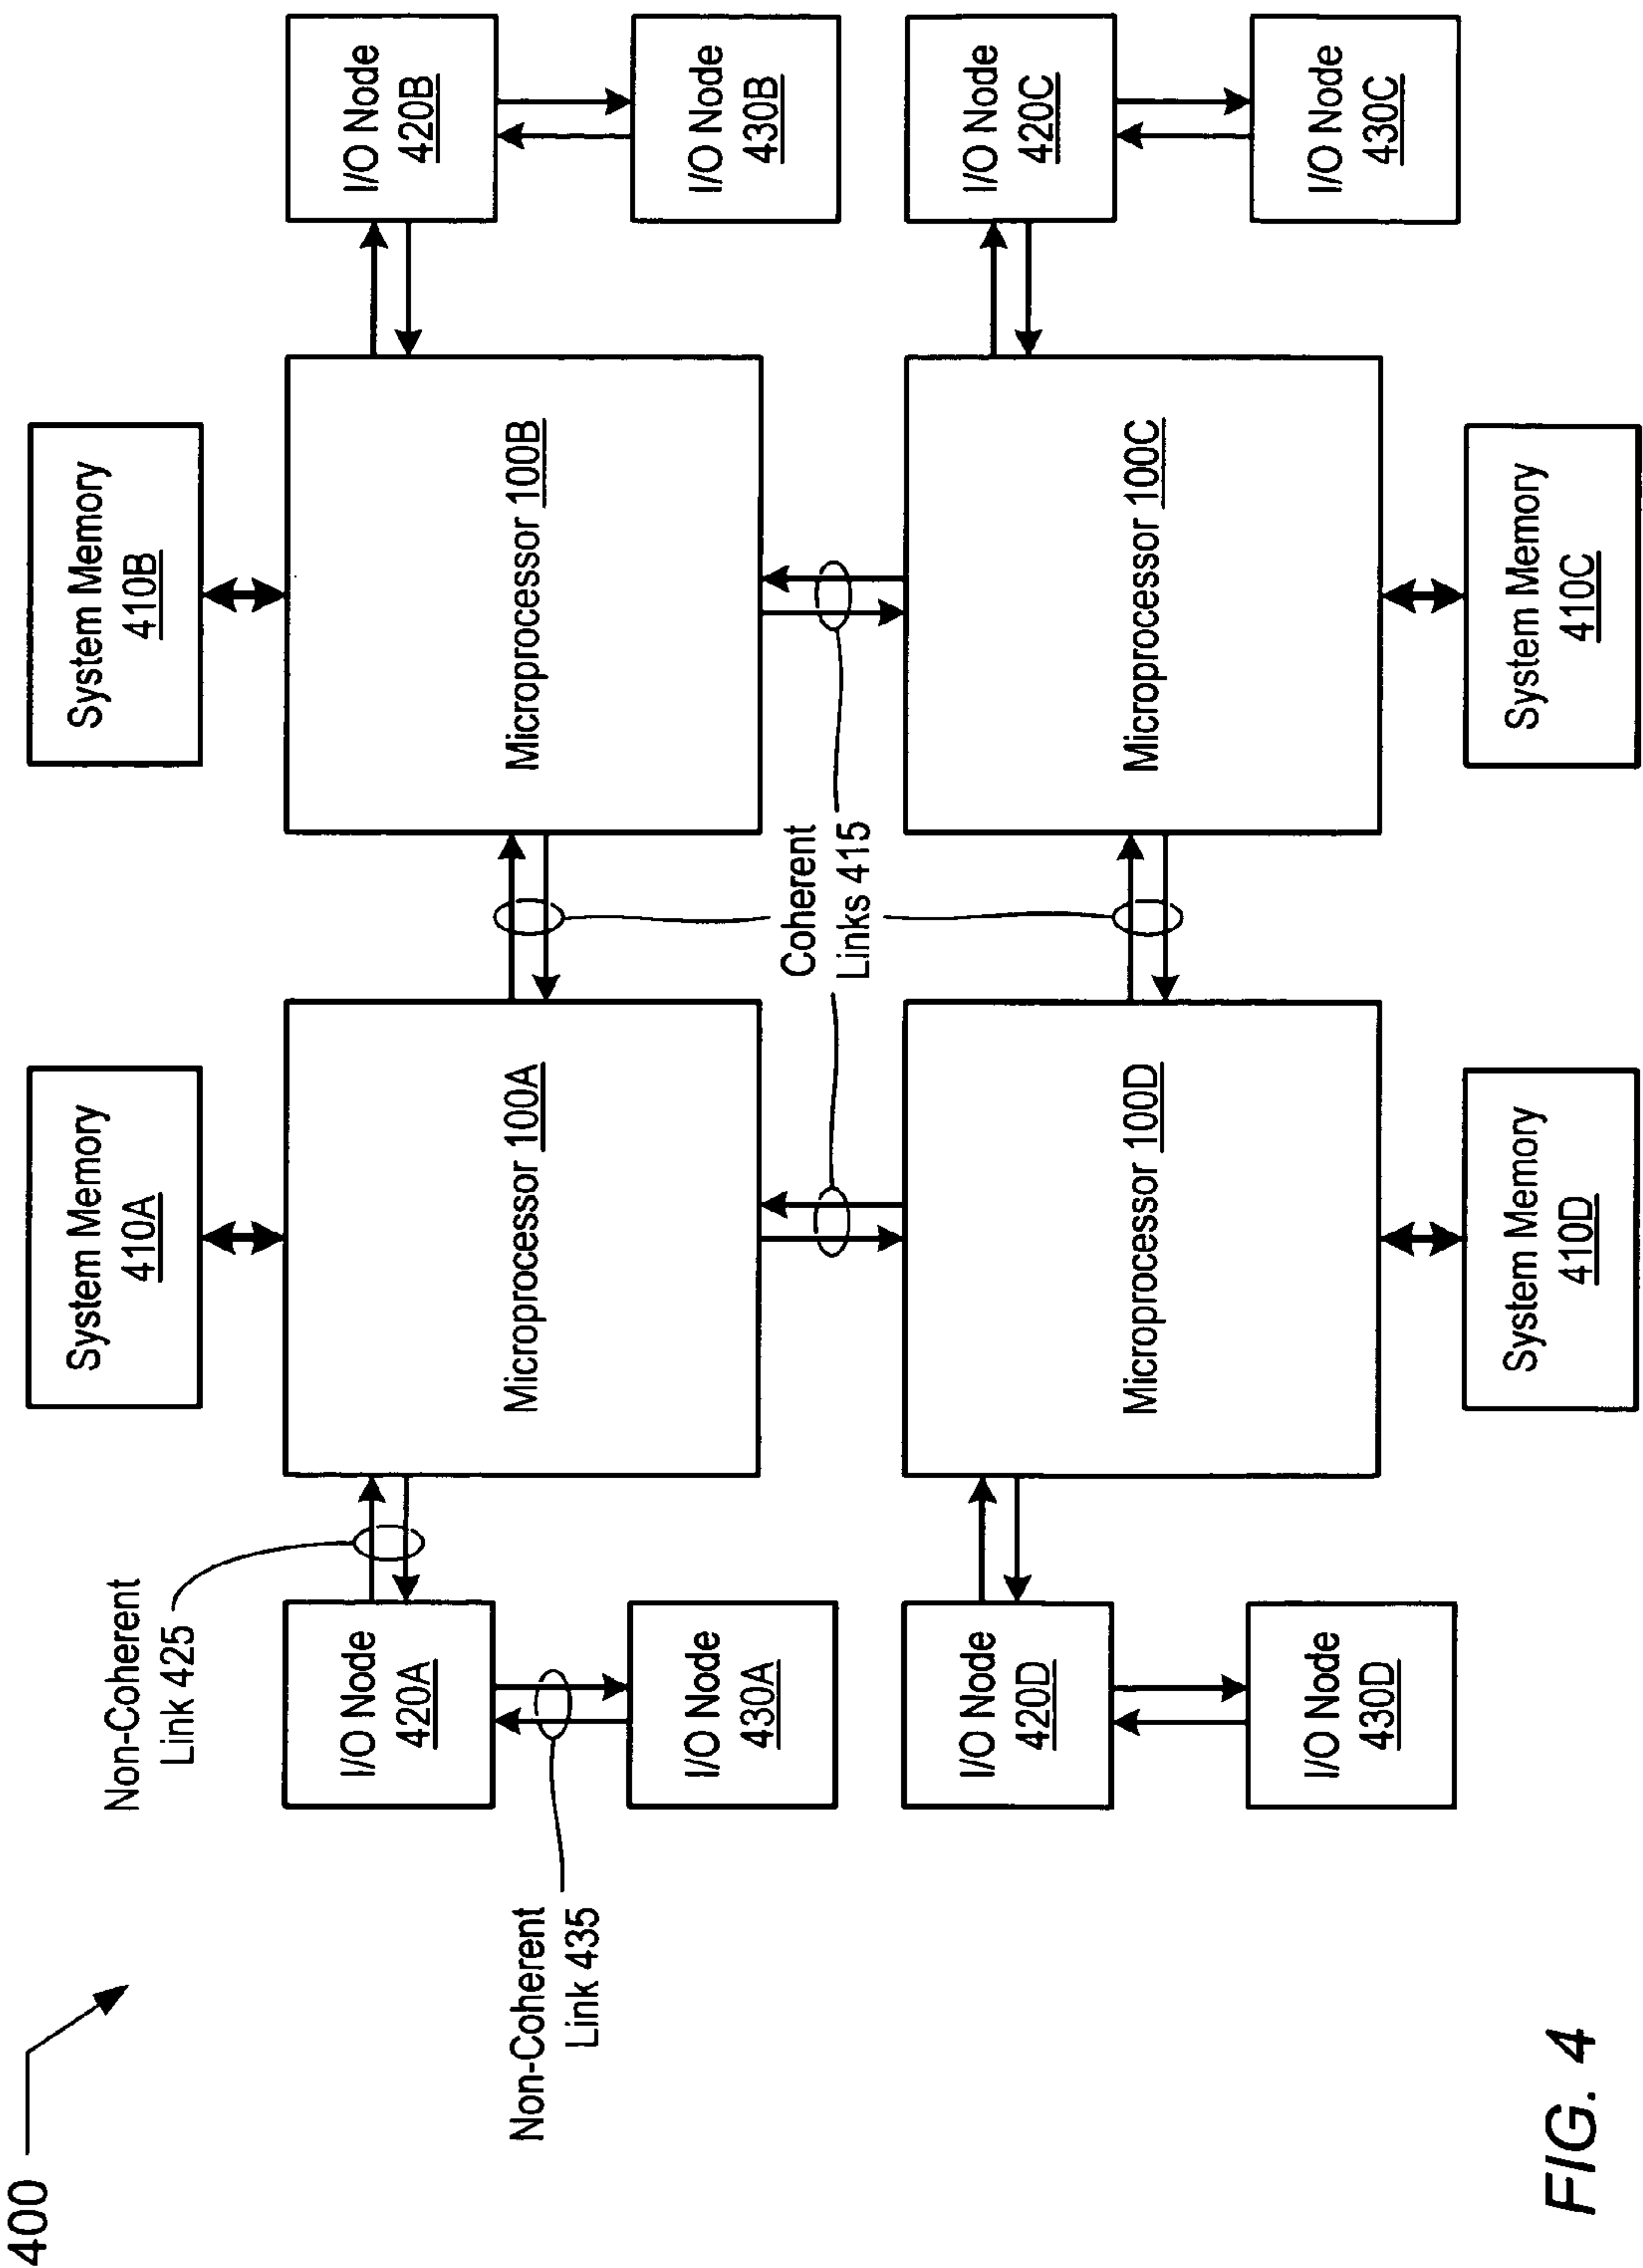 400
System Memory
410A
System Memory
410B
Non-Coherent
Link 425
I/O Node
420A
Microprocessor 100A
Microprocessor 100B
I/O Node
420B
Non-Coherent
Link 435
I/O Node
430A
I/O Node
430B
Coherent
Links 415
I/O Node
420D
Microprocessor 100D
Microprocessor 100C
I/O Node
420C
I/O Node
430D
I/O Node
430C
System Memory
410D
System Memory
410C
FIG. 4